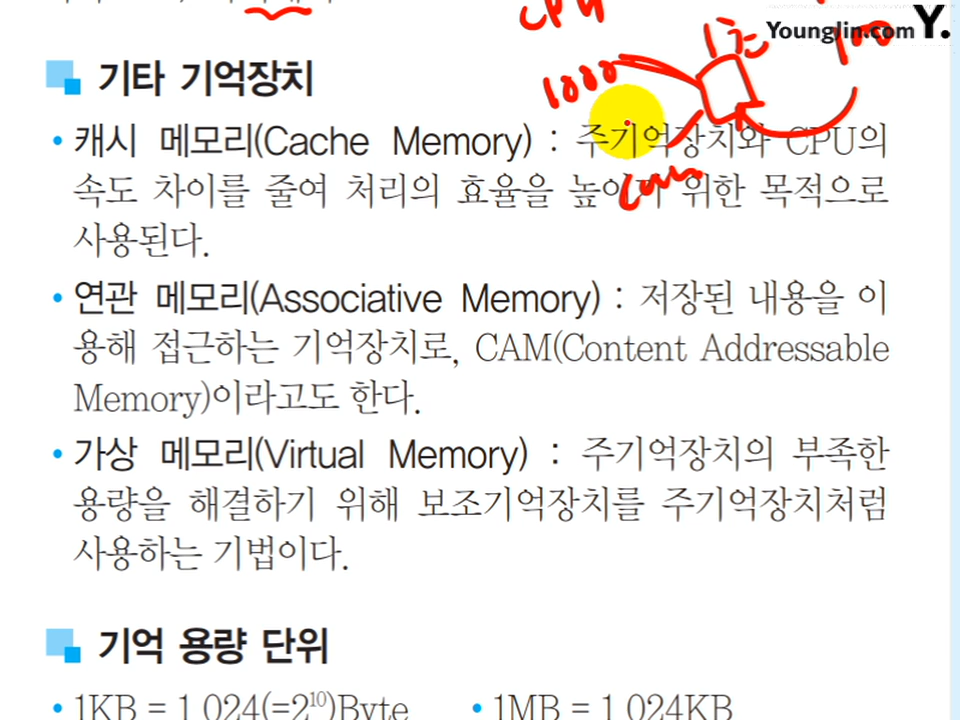 CPU
Younglin.com Y.
1초
100
1000
기타 기억장치
• 캐시 메모리(Cache Memory) : 주기억장치와 CPU의
속도 차이를 줄여 처리의 효율을 높이기 위한 목적으로
사용된다.
• 연관 메모리(Associative Memory) : 저장된 내용을 이
용해 접근하는 기억장치로, CAM(Content Addressable
Memory)이라고도 한다.
• 가상 메모리(Virtual Memory) : 주기억장치의 부족한
용량을 해결하기 위해 보조기억장치를 주기억장치처럼
사용하는 기법이다.
기억 용량 단위
• 1KB = 1,024(=2¹⁰)Byte • 1MB = 1,024KB